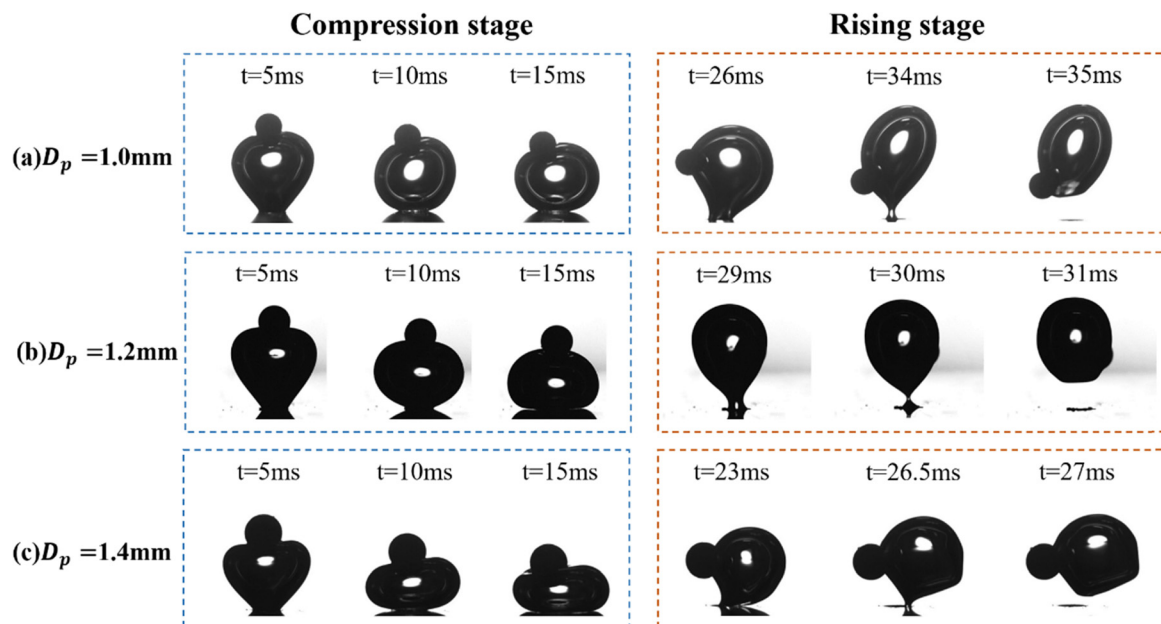 Compression stage
Rising stage
t=5ms t=10ms t=15ms
t=26ms t=34ms t=35ms
(a)D_p =1.0mm
t=5ms t=10ms t=15ms
t=29ms t=30ms t=31ms
(b)D_p =1.2mm
t=5ms t=10ms t=15ms
t=23ms t=26.5ms t=27ms
(c)D_p =1.4mm